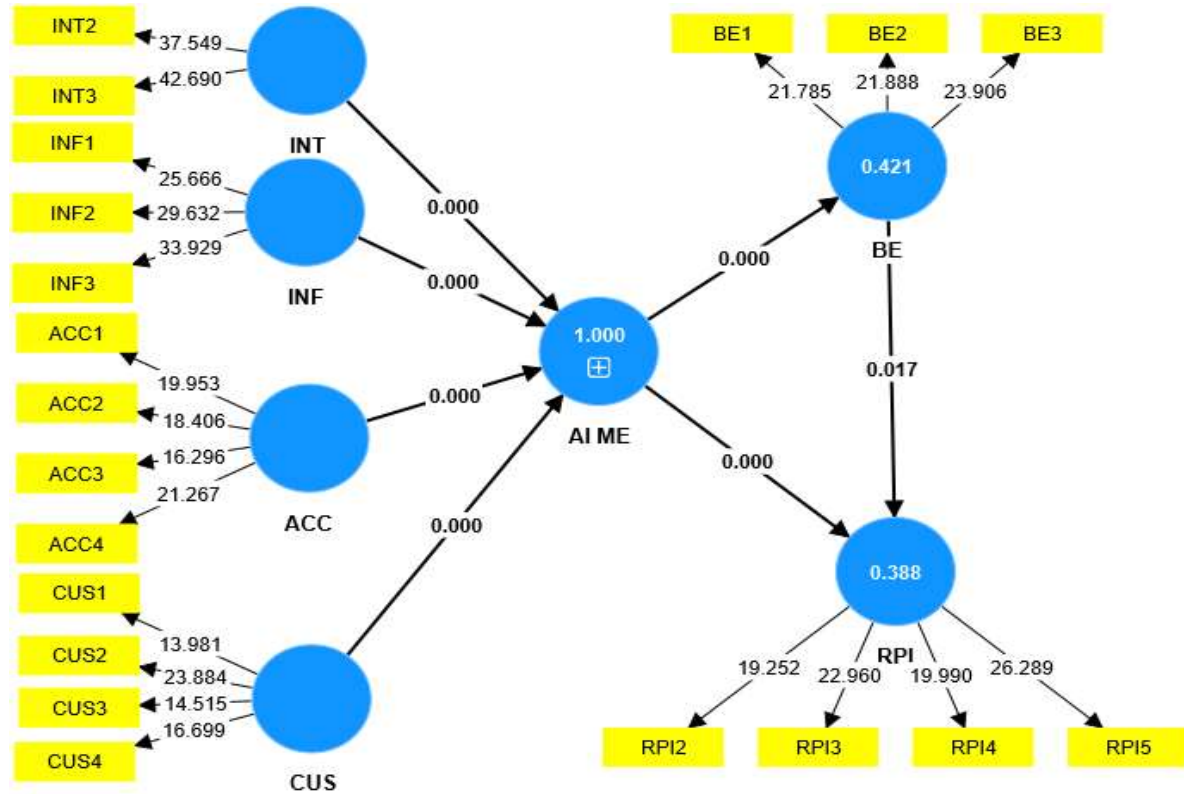 INT2
37.549
42.690
INT3
INT
INF1
25.666
INF2
29.632
33.929
INF3
INF
ACC1
19.953
ACC2
18.406
ACC3
16.296
21.267
ACC4
ACC
CUS1
13.981
CUS2
23.884
CUS3
14.515
16.699
CUS4
CUS
0.000
0.000
0.000
0.000
1.000
AI ME
0.000
0.000
BE1
BE2
BE3
21.785
21.888
23.906
0.421
BE
0.017
0.388
RPI
19.252
22.960
19.990
26.289
RPI2
RPI3
RPI4
RPI5